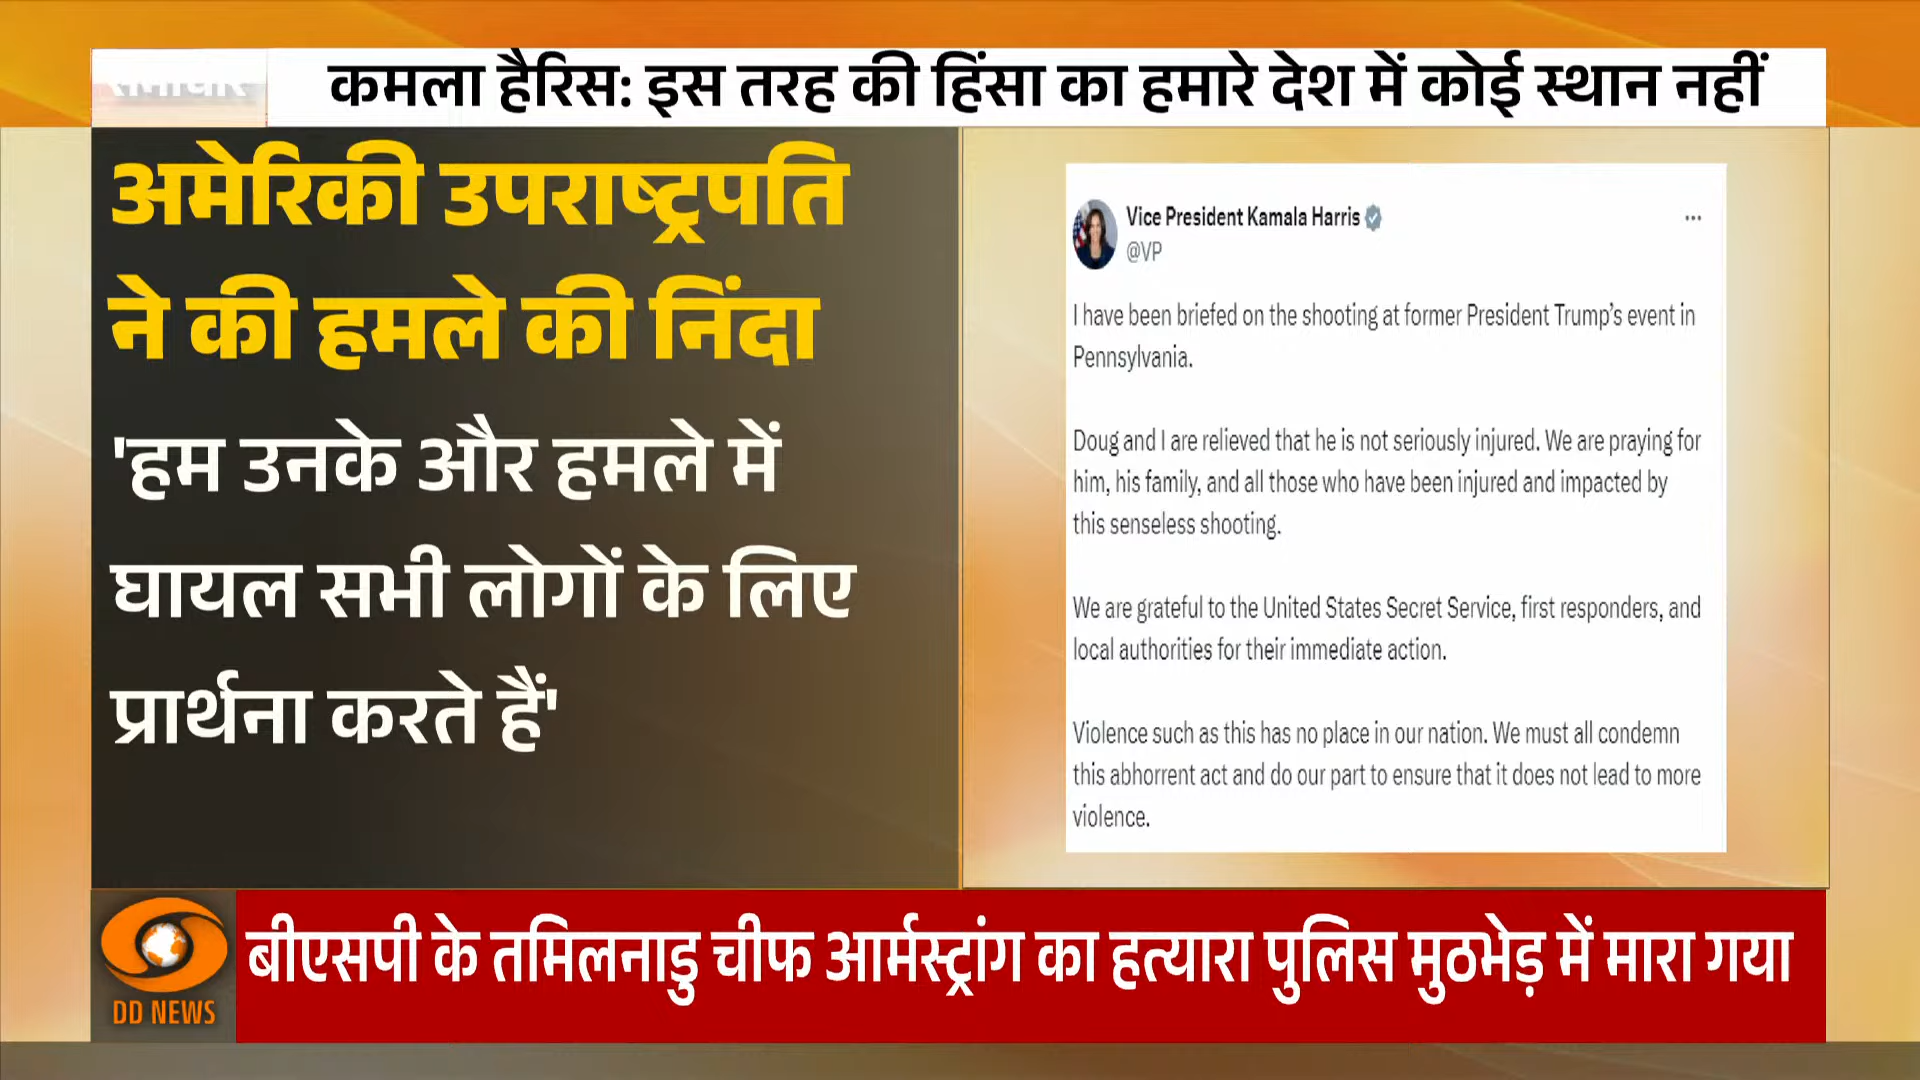 कमला हैरिस: इस तरह की हिंसा का हमारे देश में कोई स्थान नहीं
अमेरिकी उपराष्ट्रपति
ने की हमले की निंदा
'हम उनके और हमले में
घायल सभी लोगों के लिए
प्रार्थना करते हैं'
Vice President Kamala Harris
@VP
I have been briefed on the shooting at former President Trump's event in
Pennsylvania.
Doug and I are relieved that he is not seriously injured. We are praying for
him, his family, and all those who have been injured and impacted by
this senseless shooting.
We are grateful to the United States Secret Service, first responders, and
local authorities for their immediate action.
Violence such as this has no place in our nation. We must all condemn
this abhorrent act and do our part to ensure that it does not lead to more
violence.
बीएसपी के तमिलनाडु चीफ आर्मस्ट्रांग का हत्यारा पुलिस मुठभेड़ में मारा गया
DD NEWS